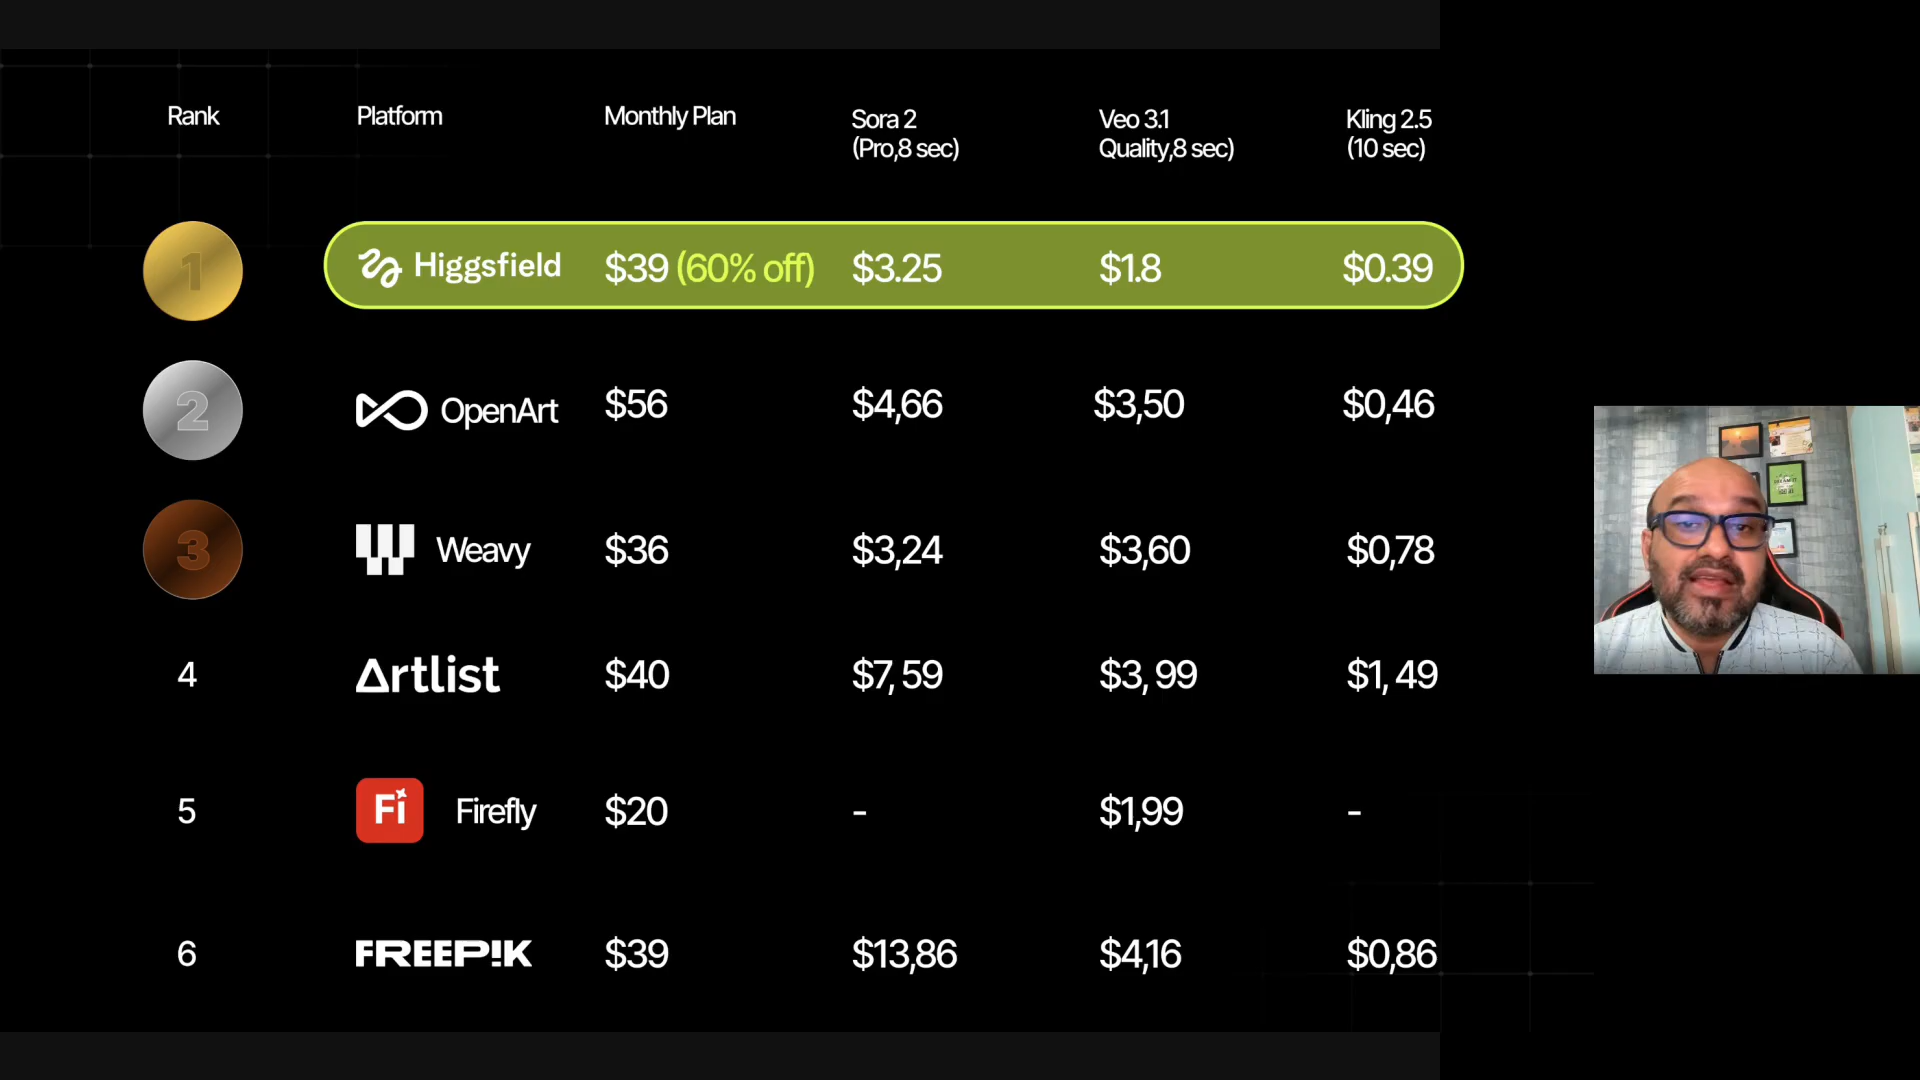 Rank Platform Monthly Plan Sora 2 (Pro,8 sec) Veo 3.1 Quality,8 sec) Kling 2.5 (10 sec)
1 Higgsfield $39 (60% off) $3.25 $1.8 $0.39
2 OpenArt $56 $4,66 $3,50 $0,46
3 Weavy $36 $3,24 $3,60 $0,78
4 Artlist $40 $7, 59 $3, 99 $1, 49
5 Fi Firefly $20 - $1,99 -
6 FREEP!K $39 $13,86 $4,16 $0,86